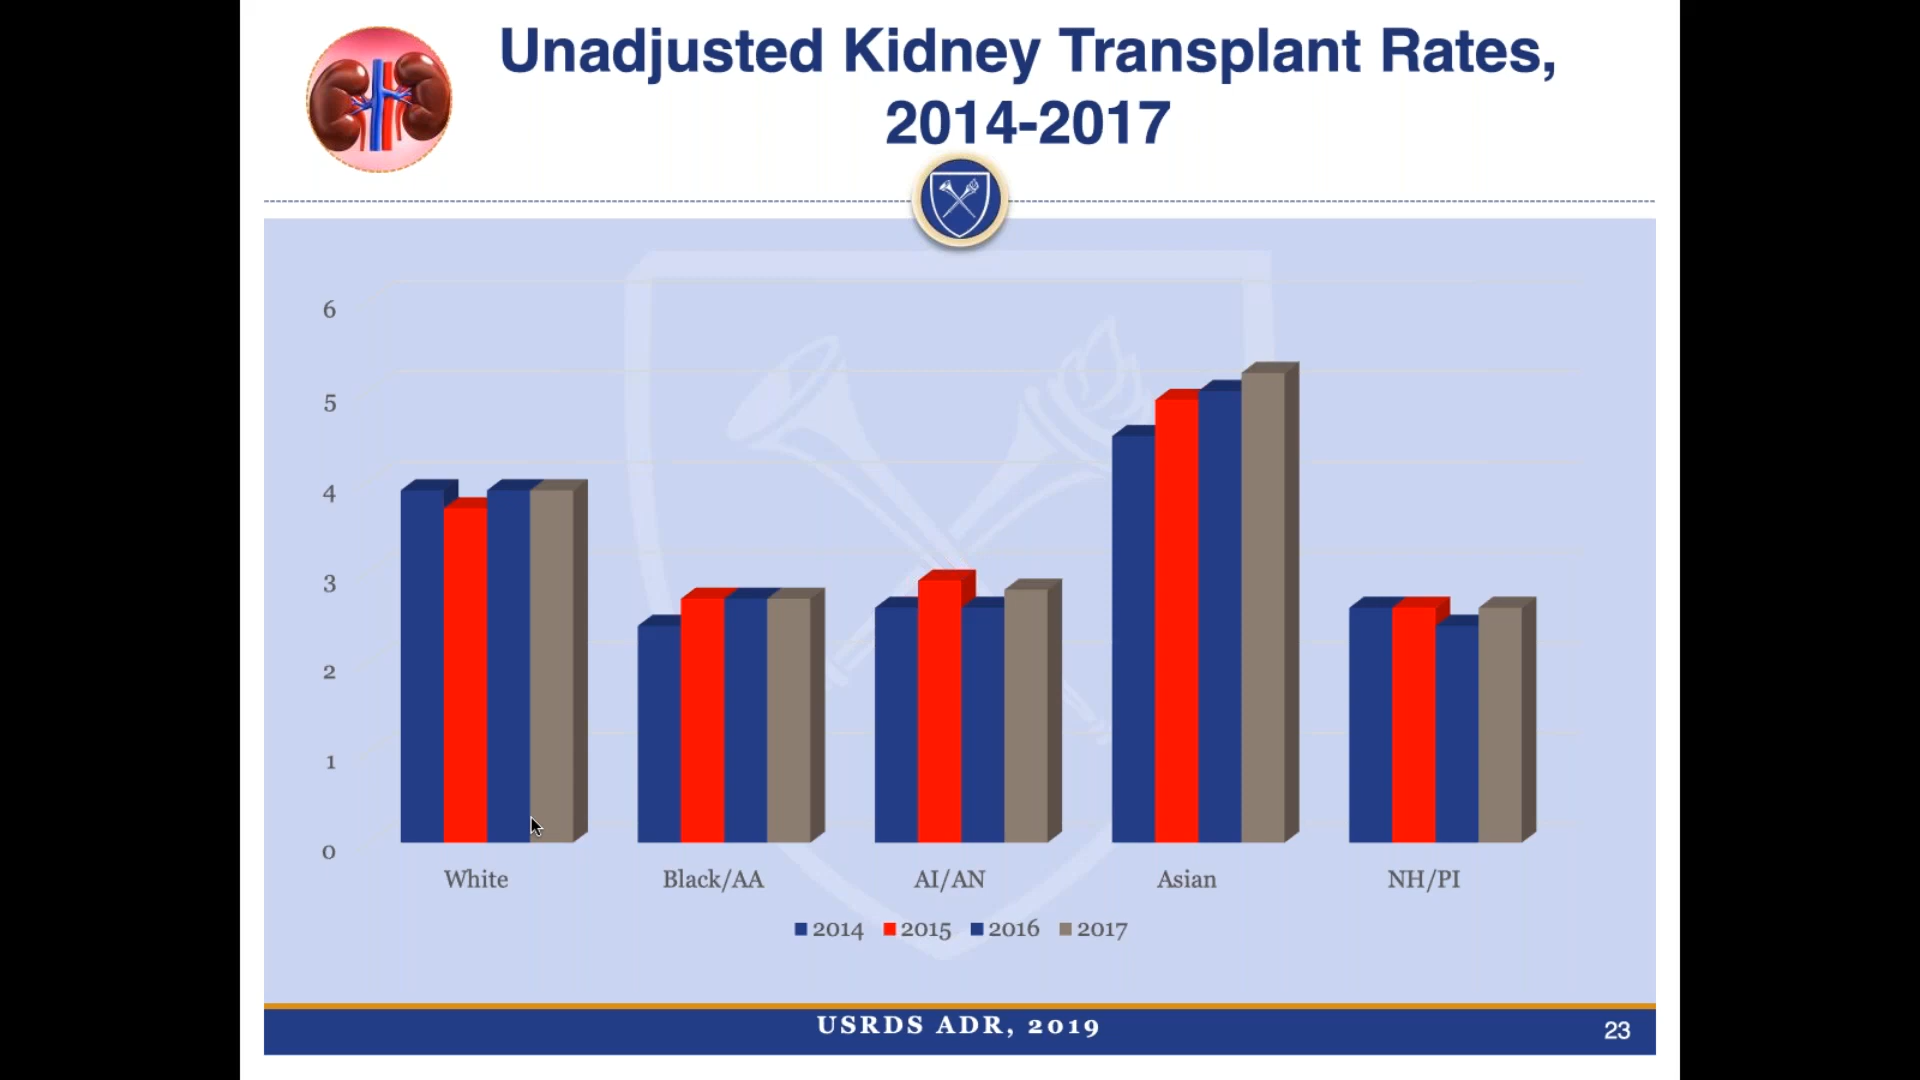 Unadjusted Kidney Transplant Rates,
2014-2017
6
5
4
3
2
1
0
White
Black/AA
AI/AN
Asian
NH/PI
2014
2015
2016
2017
USRDS ADR, 2019
23